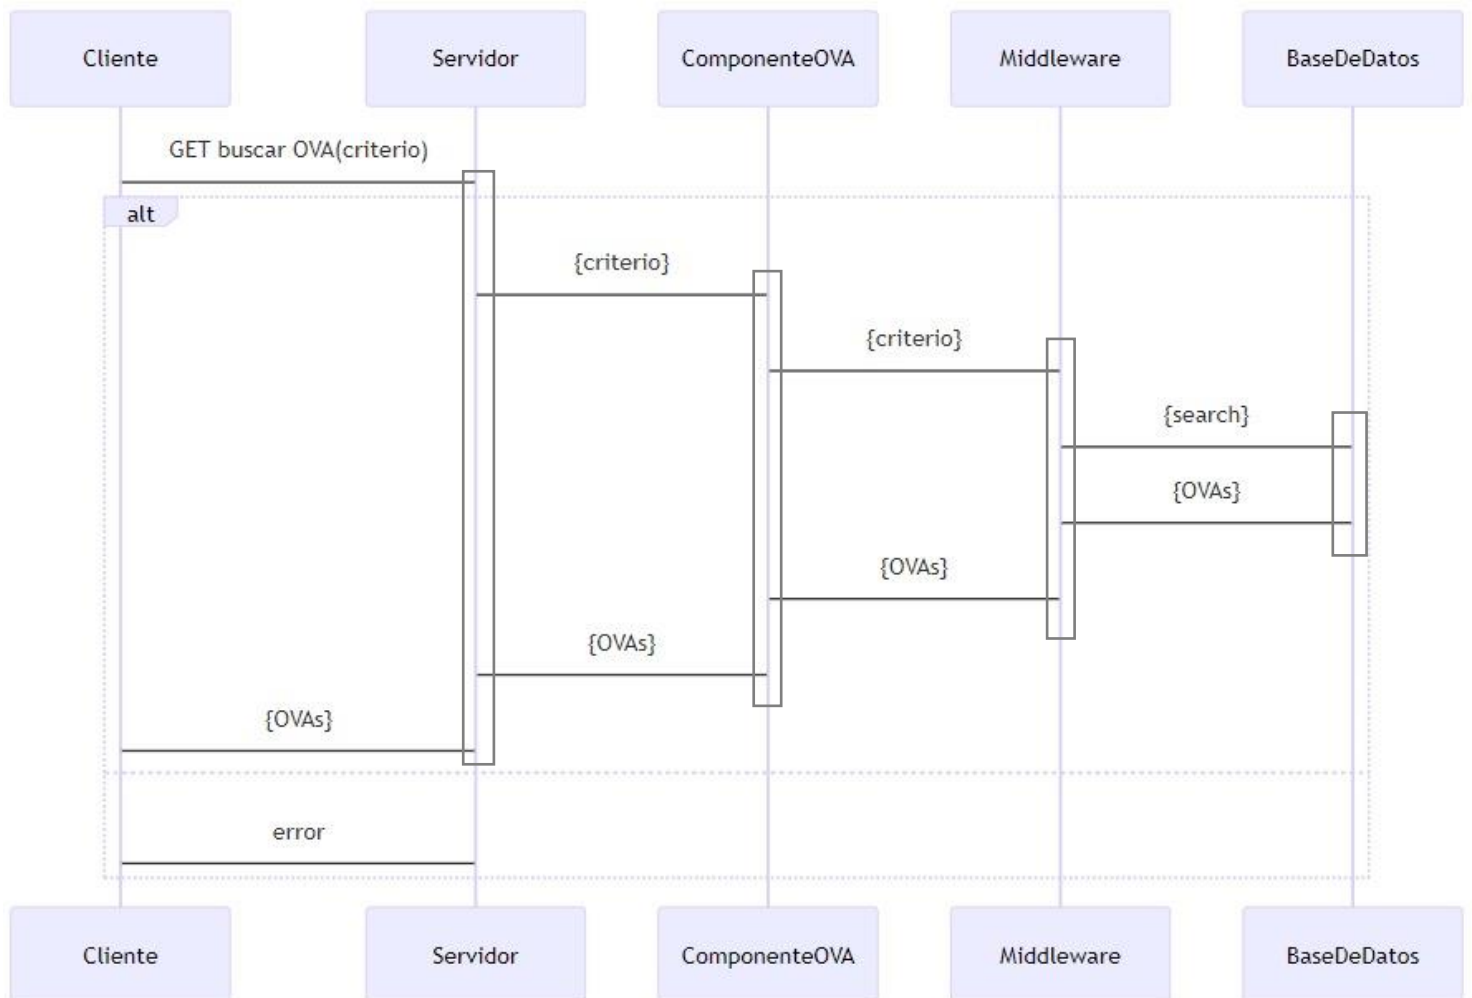 Cliente
Servidor
ComponenteOVA
Middleware
BaseDeDatos
GET buscar OVA(criterio)
alt
{criterio}
{criterio}
{search}
{OVAs}
{OVAs}
{OVAs}
{OVAs}
error
Cliente
Servidor
ComponenteOVA
Middleware
BaseDeDatos